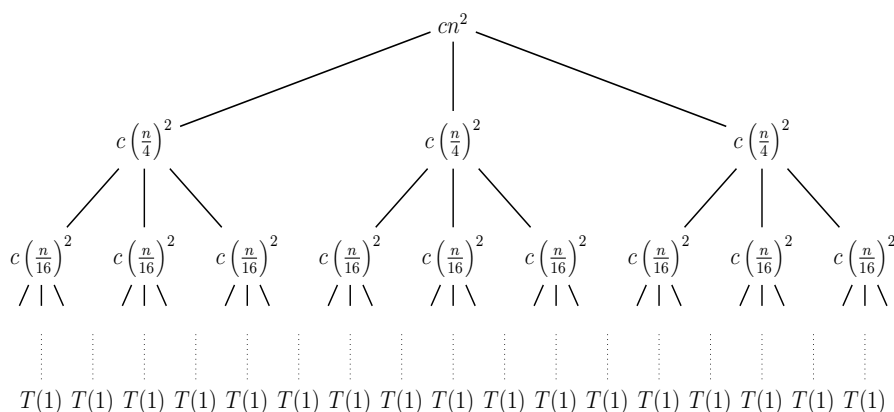 cn²
c(n/4)² c(n/4)² c(n/4)²
c(n/16)² c(n/16)² c(n/16)² c(n/16)² c(n/16)² c(n/16)² c(n/16)² c(n/16)² c(n/16)²
T(1) T(1) T(1) T(1) T(1) T(1) T(1) T(1) T(1) T(1) T(1) T(1) T(1) T(1) T(1) T(1) T(1)